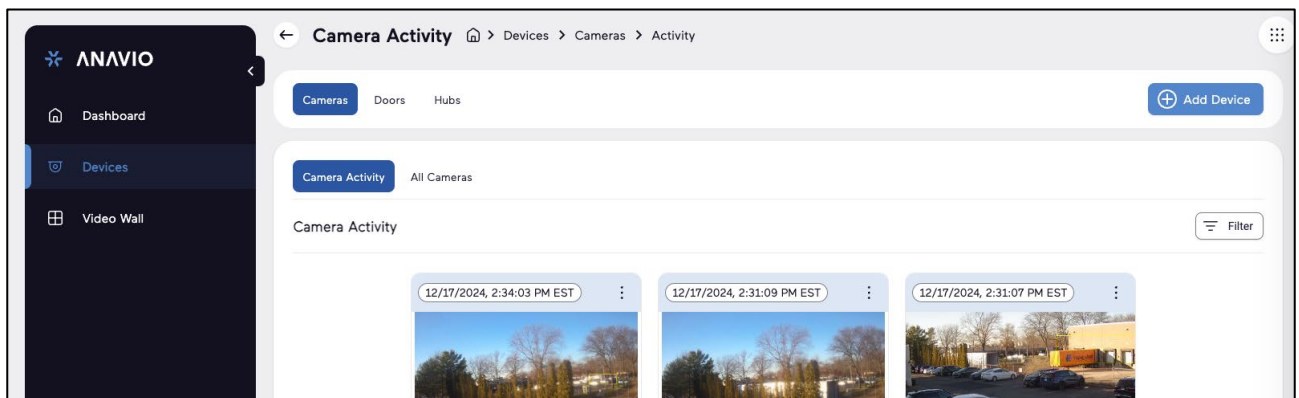 ANAVIO
Dashboard
Devices
Video Wall
Camera Activity > Devices > Cameras > Activity
Cameras Doors Hubs
Add Device
Camera Activity All Cameras
Camera Activity
Filter
12/17/2024, 2:34:03 PM EST
12/17/2024, 2:31:09 PM EST
12/17/2024, 2:31:07 PM EST